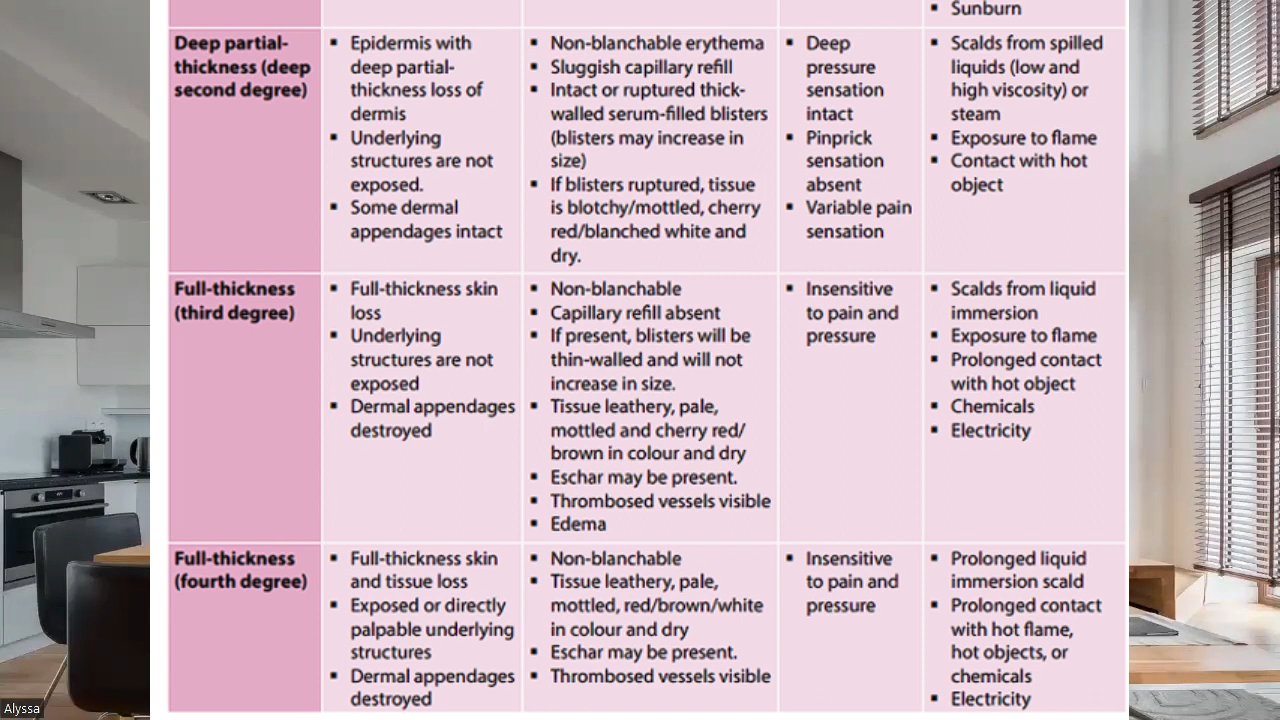 ▪ Sunburn
Deep partial-
thickness (deep
second degree)
▪ Epidermis with
deep partial-
thickness loss of
dermis
▪ Underlying
structures are not
exposed.
▪ Some dermal
appendages intact
▪ Non-blanchable erythema
▪ Sluggish capillary refill
▪ Intact or ruptured thick-
walled serum-filled blisters
(blisters may increase in
size)
▪ If blisters ruptured, tissue
is blotchy/mottled, cherry
red/blanched white and
dry.
▪ Deep
pressure
sensation
intact
▪ Pinprick
sensation
absent
▪ Variable pain
sensation
▪ Scalds from spilled
liquids (low and
high viscosity) or
steam
▪ Exposure to flame
▪ Contact with hot
object
Full-thickness
(third degree)
▪ Full-thickness skin
loss
▪ Underlying
structures are not
exposed
▪ Dermal appendages
destroyed
▪ Non-blanchable
▪ Capillary refill absent
▪ If present, blisters will be
thin-walled and will not
increase in size.
▪ Tissue leathery, pale,
mottled and cherry red/
brown in colour and dry
▪ Eschar may be present.
▪ Thrombosed vessels visible
▪ Edema
▪ Insensitive
to pain and
pressure
▪ Scalds from liquid
immersion
▪ Exposure to flame
▪ Prolonged contact
with hot object
▪ Chemicals
▪ Electricity
Full-thickness
(fourth degree)
▪ Full-thickness skin
and tissue loss
▪ Exposed or directly
palpable underlying
structures
▪ Dermal appendages
destroyed
▪ Non-blanchable
▪ Tissue leathery, pale,
mottled, red/brown/white
in colour and dry
▪ Eschar may be present.
▪ Thrombosed vessels visible
▪ Insensitive
to pain and
pressure
▪ Prolonged liquid
immersion scald
▪ Prolonged contact
with hot flame,
hot objects, or
chemicals
▪ Electricity
Alyssa